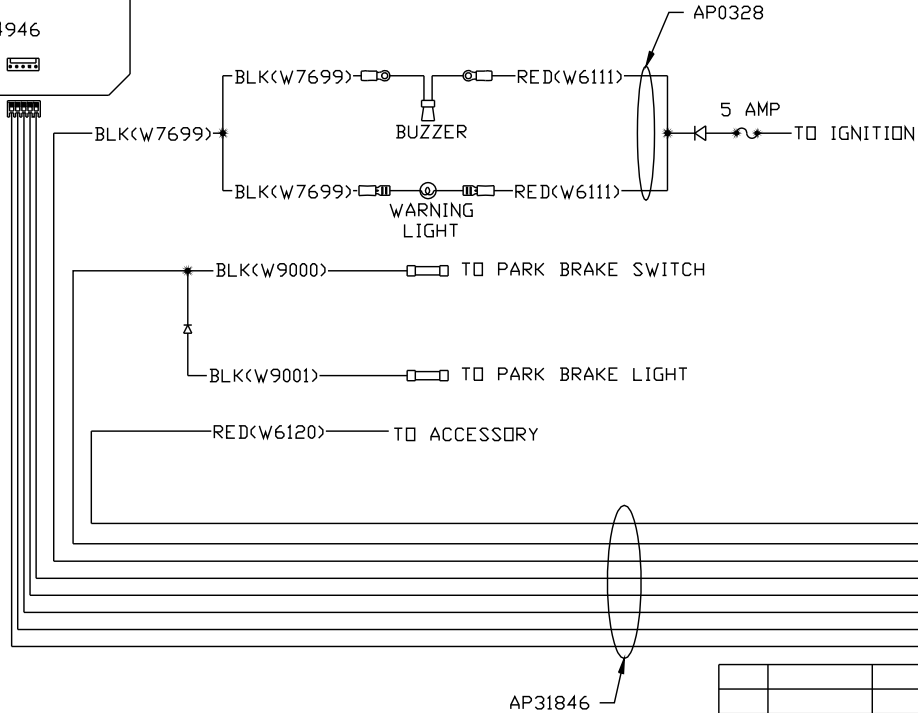 AP0328
4946
BLK(W7699)
RED(W6111)
5 AMP
BUZZER
BLK(W7699)
TO IGNITION
BLK(W7699)
RED(W6111)
WARNING
LIGHT
BLK(W9000)
TO PARK BRAKE SWITCH
BLK(W9001)
TO PARK BRAKE LIGHT
RED(W6120)
TO ACCESSORY
AP31846